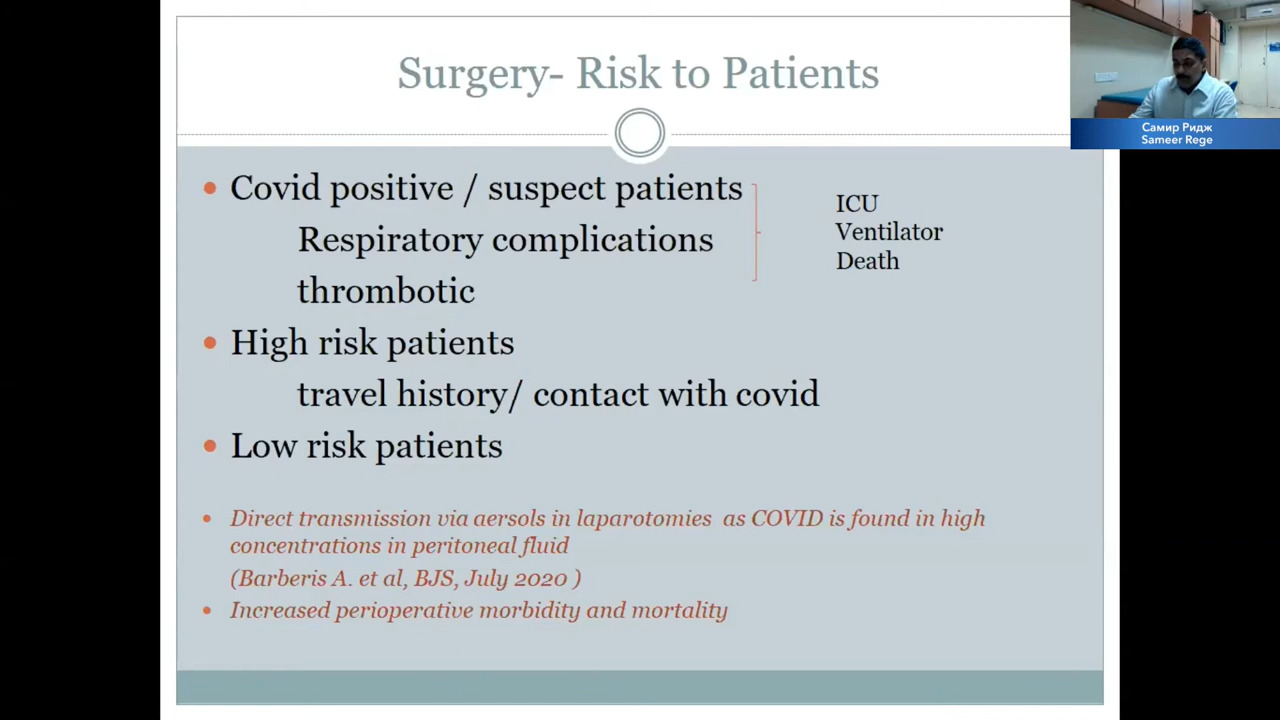 Surgery- Risk to Patients
Самир Ридж
Sameer Rege
Covid positive / suspect patients
Respiratory complications
thrombotic
ICU
Ventilator
Death
High risk patients
travel history/ contact with covid
Low risk patients
Direct transmission via aersols in laparotomies as COVID is found in high
concentrations in peritoneal fluid
(Barberis A. et al, BJS, July 2020 )
Increased perioperative morbidity and mortality